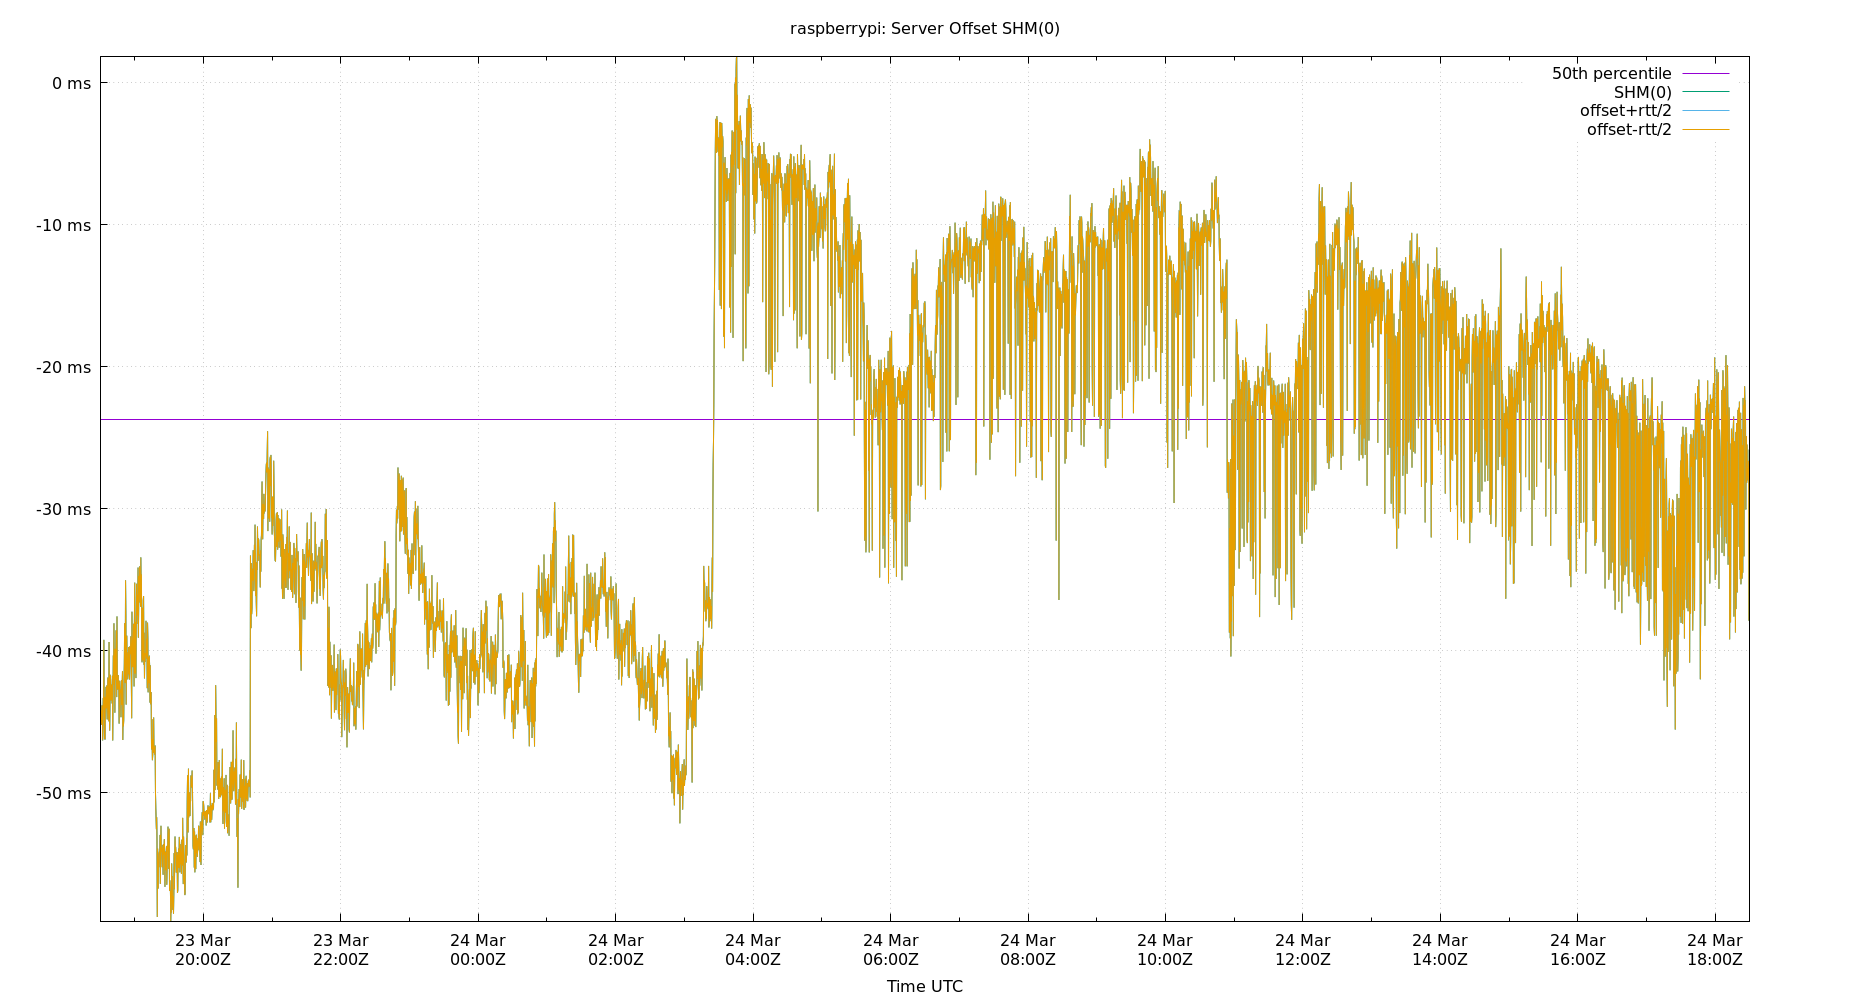 raspberrypi: Server Offset SHM(0)
50th percentile
SHM(0)
offset+rtt/2
offset-rtt/2
0 ms
-10 ms
-20 ms
-30 ms
-40 ms
-50 ms
23 Mar 23 Mar 24 Mar 24 Mar 24 Mar 24 Mar 24 Mar 24 Mar 24 Mar 24 Mar 24 Mar 24 Mar
20:00Z 22:00Z 00:00Z 02:00Z 04:00Z 06:00Z 08:00Z 10:00Z 12:00Z 14:00Z 16:00Z 18:00Z
Time UTC